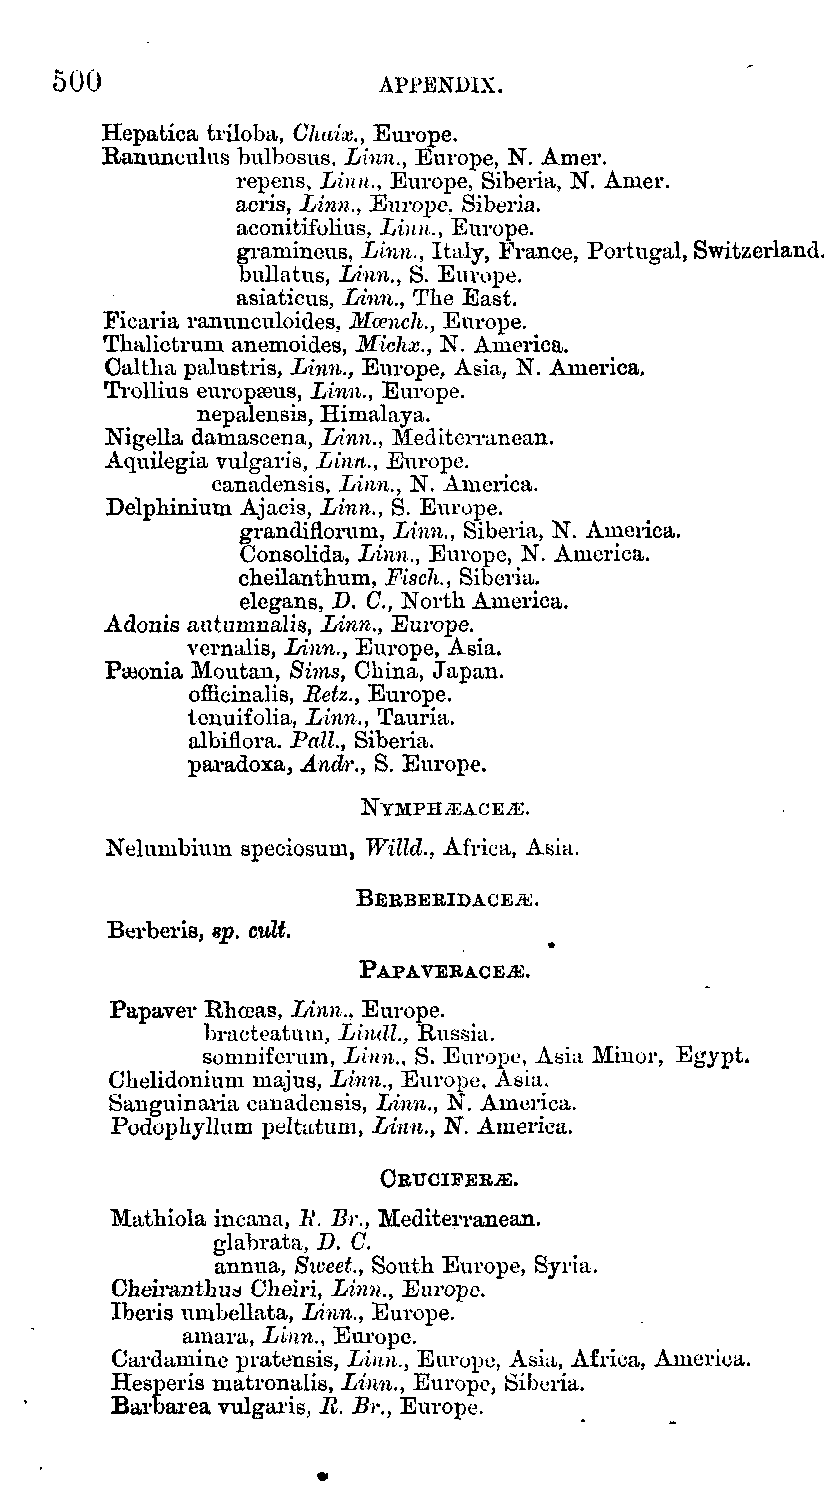 500 APPENDIX.
Hepatica triloba, Chaix., Europe.
Ranunculus bulbosus, Linn., Europe, N. Amer.
repens, Linn., Europe, Siberia, N. Amer.
acris, Linn., Europe, Siberia.
aconitifolius, Linn., Europe.
gramineus, Linn., Italy, France, Portugal, Switzerland.
bullatus, Linn., S. Europe.
asiaticus, Linn., The East.
Ficaria ranunculoides, Mœnch., Europe.
Thalictrum anemoides, Michx., N. America.
Caltha palustris, Linn., Europe, Asia, N. America.
Trollius europæus, Linn., Europe.
nepalensis, Himalaya.
Nigella damascena, Linn., Mediterranean.
Aquilegia vulgaris, Linn., Europe.
canadensis, Linn., N. America.
Delphinium Ajacis, Linn., S. Europe.
grandiflorum, Linn., Siberia, N. America.
Consolida, Linn., Europe, N. America.
cheilanthum, Fisch., Siberia.
elegans, D. C., North America.
Adonis autumnalis, Linn., Europe.
vernalis, Linn., Europe, Asia.
Pæonia Moutan, Sims, China, Japan.
officinalis, Retz., Europe.
tenuifolia, Linn., Tauria.
albiflora. Pall., Siberia.
paradoxa, Andr., S. Europe.
NYMPHÆACEÆ.
Nelumbium speciosum, Willd., Africa, Asia.
BERBERIDACEÆ.
Berberis, sp. cult.
PAPAVERACEÆ.
Papaver Rhœas, Linn., Europe.
bracteatum, Lindl., Russia.
somniferum, Linn., S. Europe, Asia Minor, Egypt.
Chelidonium majus, Linn., Europe, Asia.
Sanguinaria canadensis, Linn., N. America.
Podophyllum peltatum, Linn., N. America.
CRUCIFERÆ.
Mathiola incana, R. Br., Mediterranean.
glabrata, D. C.
annua, Sweet., South Europe, Syria.
Cheiranthus Cheiri, Linn., Europe.
Iberis umbellata, Linn., Europe.
amara, Linn., Europe.
Cardamine pratensis, Linn., Europe, Asia, Africa, America.
Hesperis matronalis, Linn., Europe, Siberia.
Barbarea vulgaris, R. Br., Europe.